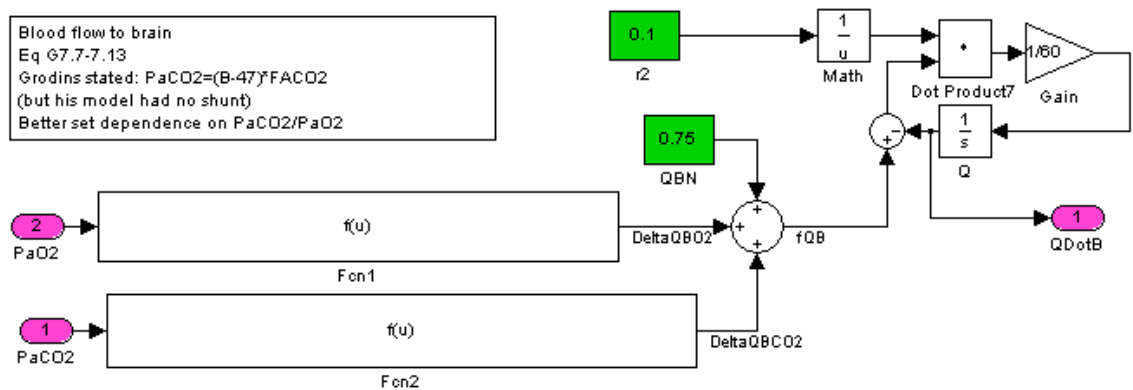 Blood flow to brain
Eq G7.7-7.13
Grodins stated: PaCO2=(B-47)*FACO2
(but his model had no shunt)
Better set dependence on PaCO2/PaO2
0.1
r2
1
u
Math
Dot Product7
1/60
Gain
+
-
1
s
Q
0.75
QBN
2
PaO2
f(u)
Fcn1
DeltaQBO2
+
+
+
fQB
1
QDotB
1
PaCO2
f(u)
Fcn2
DeltaQBCO2